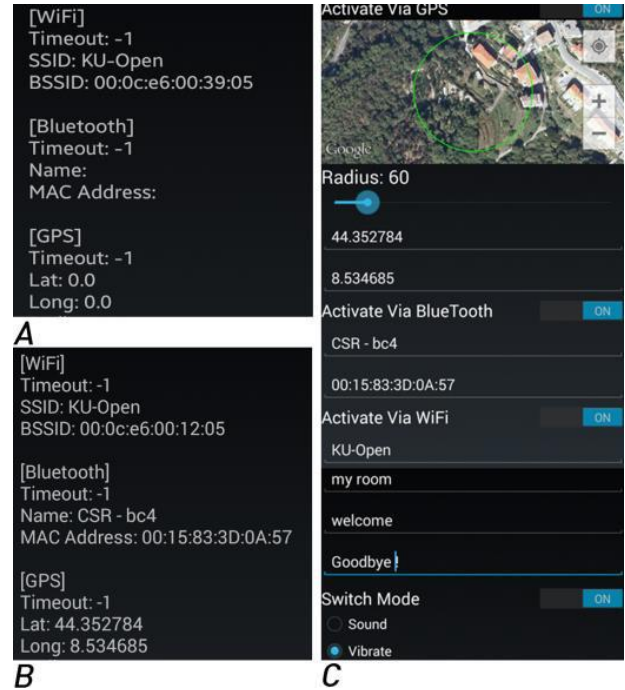 [WiFi]
Timeout: -1
SSID: KU-Open
BSSID: 00:0c:e6:00:39:05
[Bluetooth]
Timeout: -1
Name:
MAC Address:
[GPS]
Timeout: -1
Lat: 0.0
Long: 0.0
A
[WiFi]
Timeout: -1
SSID: KU-Open
BSSID: 00:0c:e6:00:12:05
[Bluetooth]
Timeout: -1
Name: CSR - bc4
MAC Address: 00:15:83:3D:0A:57
[GPS]
Timeout: -1
Lat: 44.352784
Long: 8.534685
B
Activate Via GPS ON
Google
Radius: 60
44.352784
8.534685
Activate Via BlueTooth ON
CSR - bc4
00:15:83:3D:0A:57
Activate Via WiFi ON
KU-Open
my room
welcome
Goodbye !
Switch Mode ON
Sound
Vibrate
C